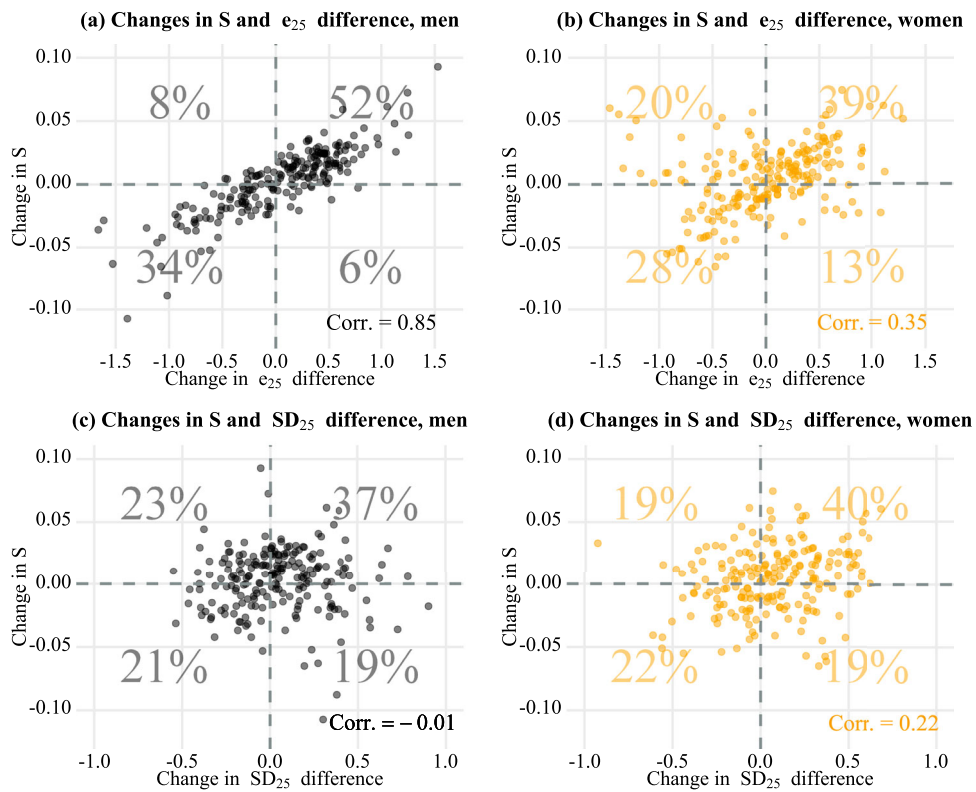 (a) Changes in S and e25 difference, men
(b) Changes in S and e25 difference, women
0.10
0.05
0.00
-0.05
-0.10
Change in S
8%
52%
34%
6%
Corr. = 0.85
-1.5 -1.0 -0.5 0.0 0.5 1.0 1.5
Change in e25 difference
0.10
0.05
0.00
-0.05
-0.10
Change in S
20%
39%
28%
13%
Corr. = 0.35
-1.5 -1.0 -0.5 0.0 0.5 1.0 1.5
Change in e25 difference
(c) Changes in S and SD25 difference, men
(d) Changes in S and SD25 difference, women
0.10
0.05
0.00
-0.05
-0.10
Change in S
23%
37%
21%
19%
Corr. = − 0.01
-1.0 -0.5 0.0 0.5 1.0
Change in SD25 difference
0.10
0.05
0.00
-0.05
-0.10
Change in S
19%
40%
22%
19%
Corr. = 0.22
-1.0 -0.5 0.0 0.5 1.0
Change in SD25 difference